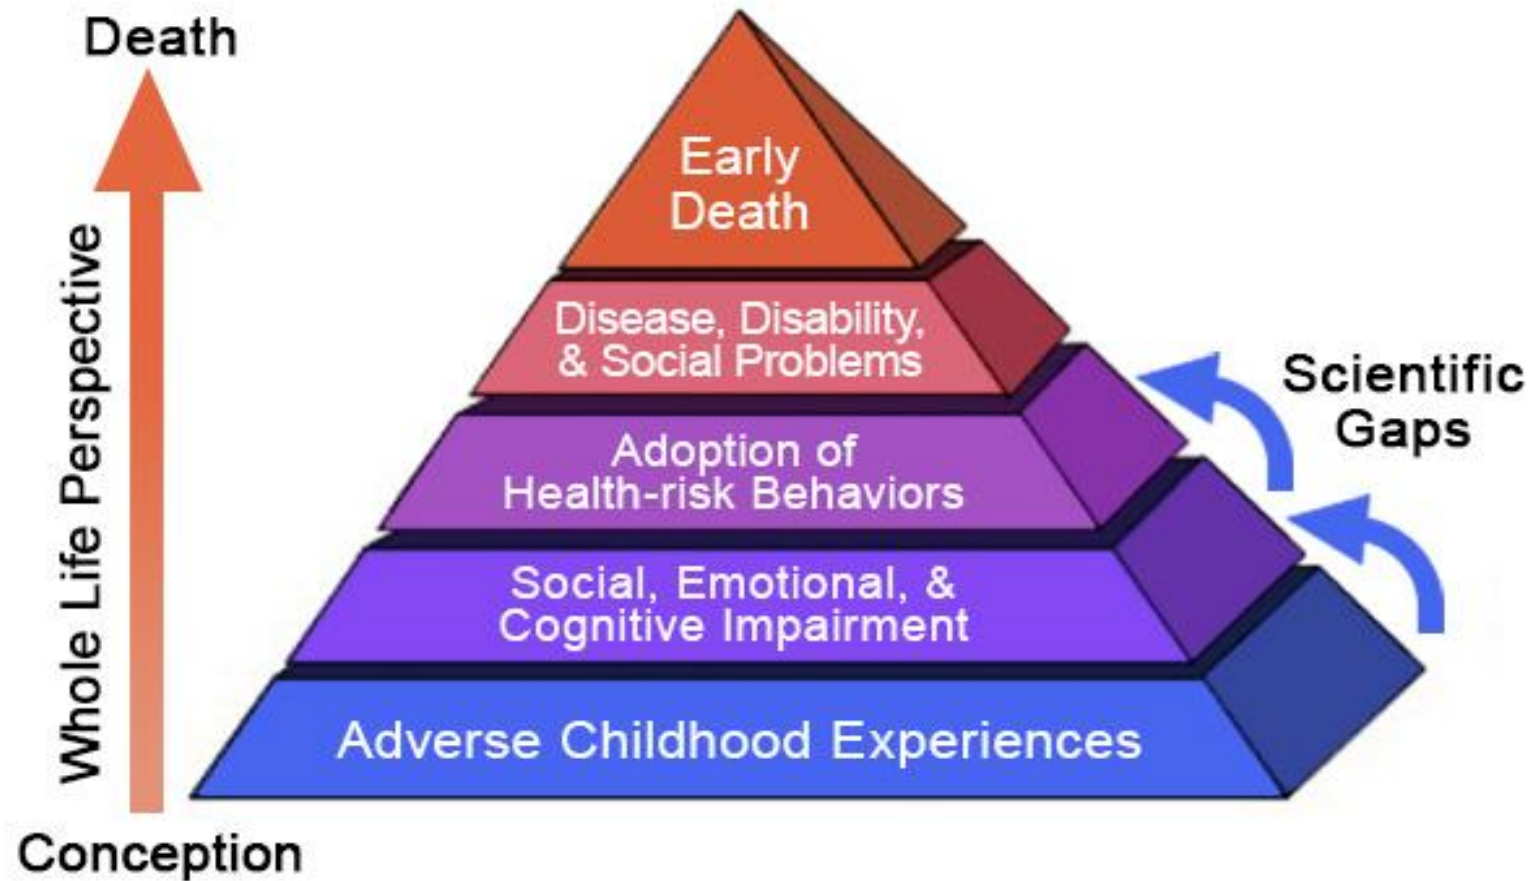 Death
Whole Life Perspective
Conception
Early
Death
Disease, Disability,
& Social Problems
Adoption of
Health-risk Behaviors
Social, Emotional, &
Cognitive Impairment
Adverse Childhood Experiences
Scientific
Gaps